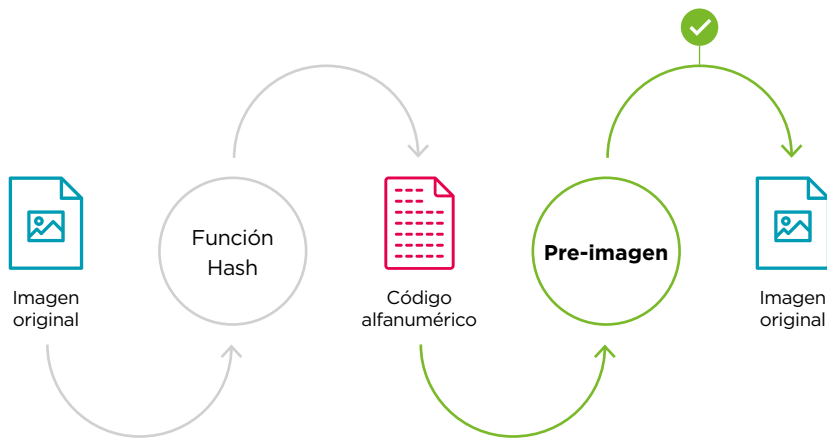 Imagen
original
Función
Hash
Código
alfanumérico
Pre-imagen
Imagen
original